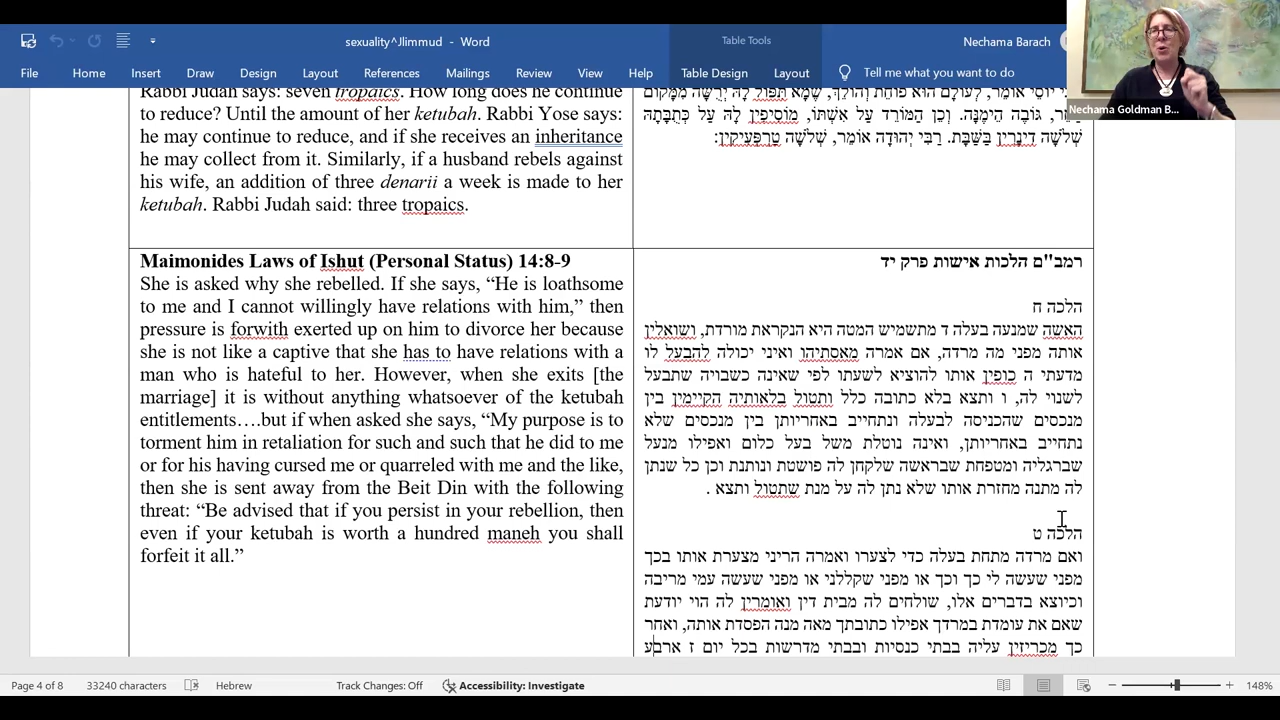 sexuality^Jlimmud - Word
Table Tools
Nechama Barach
File Home Insert Draw Design Layout References Mailings Review View Help Table Design Layout Tell me what you want to do
Nechama Goldman B...
Rabbi Judah says: seven tropaics. How long does he continue
to reduce? Until the amount of her ketubah. Rabbi Yose says:
he may continue to reduce, and if she receives an inheritance
he may collect from it. Similarly, if a husband rebels against
his wife, an addition of three denarii a week is made to her
ketubah. Rabbi Judah said: three tropaics.
יוֹסֵי אוֹמֵר, לְעוֹלָם הוּא פוֹחֵת וְהוֹלֵךְ, שֶׁמָּא תִּפּוֹל לָהּ יְרֻשָּׁה מִמָּקוֹם
גּוֹבֶה הֵימֶנָּה. וְכֵן הַמּוֹרֵד עַל אִשְׁתּוֹ, מוֹסִיפִין לָהּ עַל כְּתֻבָּתָהּ
שְׁלֹשָׁה דִינָרִין בַּשַּׁבָּת. רַבִּי יְהוּדָה אוֹמֵר, שְׁלֹשָׁה טַרְפְּעִיקִין:
Maimonides Laws of Ishut (Personal Status) 14:8-9
She is asked why she rebelled. If she says, “He is loathsome
to me and I cannot willingly have relations with him,” then
pressure is forwith exerted up on him to divorce her because
she is not like a captive that she has to have relations with a
man who is hateful to her. However, when she exits [the
marriage] it is without anything whatsoever of the ketubah
entitlements….but if when asked she says, “My purpose is to
torment him in retaliation for such and such that he did to me
or for his having cursed me or quarreled with me and the like,
then she is sent away from the Beit Din with the following
threat: “Be advised that if you persist in your rebellion, then
even if your ketubah is worth a hundred maneh you shall
forfeit it all.”
רמב"ם הלכות אישות פרק יד
הלכה ח
האשה שמנעה בעלה ד מתשמיש המטה היא הנקראת מורדת, ושואלין
אותה מפני מה מרדה, אם אמרה מאסתיהו ואיני יכולה להבעל לו
מדעתי ה כופין אותו להוציא לשעתו לפי שאינה כשבויה שתבעל
לשנוי לה, ו ותצא בלא כתובה כלל ותטול בלאותיה הקיימין בין
מנכסים שהכניסה לבעלה ונתחייב באחריותן בין מנכסים שלא
נתחייב באחריותן, ואינה נוטלת משל בעל כלום ואפילו מנעל
שברגליה ומטפחת שבראשה שלקחן לה פושטת ונותנת וכן כל שנתן
לה מתנה מחזרת אותו שלא נתן לה על מנת שתטול ותצא .
הלכה ט
ואם מרדה מתחת בעלה כדי לצערו ואמרה הריני מצערת אותו בכך
מפני שעשה לי כך וכך או מפני שקללני או מפני שעשה עמי מריבה
וכיוצא בדברים אלו, שולחים לה מבית דין ואומרין לה הוי יודעת
שאם את עומדת במרדך אפילו כתובתך מאה מנה הפסדת אותה, ואחר
כך מכריזין עליה בבתי כנסיות ובבתי מדרשות בכל יום ז ארבע
Page 4 of 8 33240 characters Hebrew Track Changes: Off Accessibility: Investigate 148%